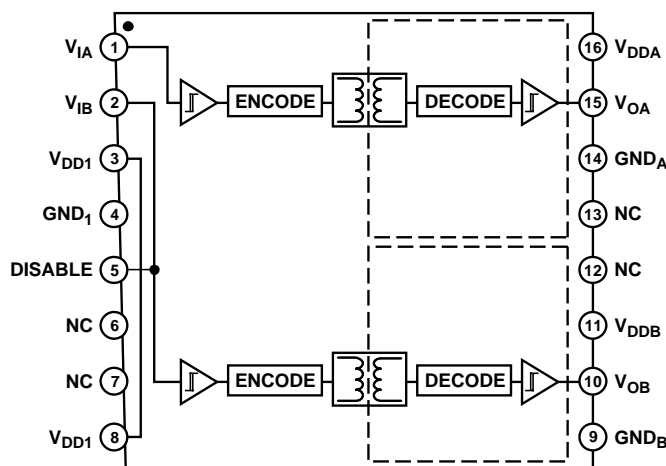 V_IA 1
V_IB 2
V_DD1 3
GND_1 4
DISABLE 5
NC 6
NC 7
V_DD1 8
ENCODE DECODE
ENCODE DECODE
16 V_DDA
15 V_OA
14 GND_A
13 NC
12 NC
11 V_DDB
10 V_OB
9 GND_B